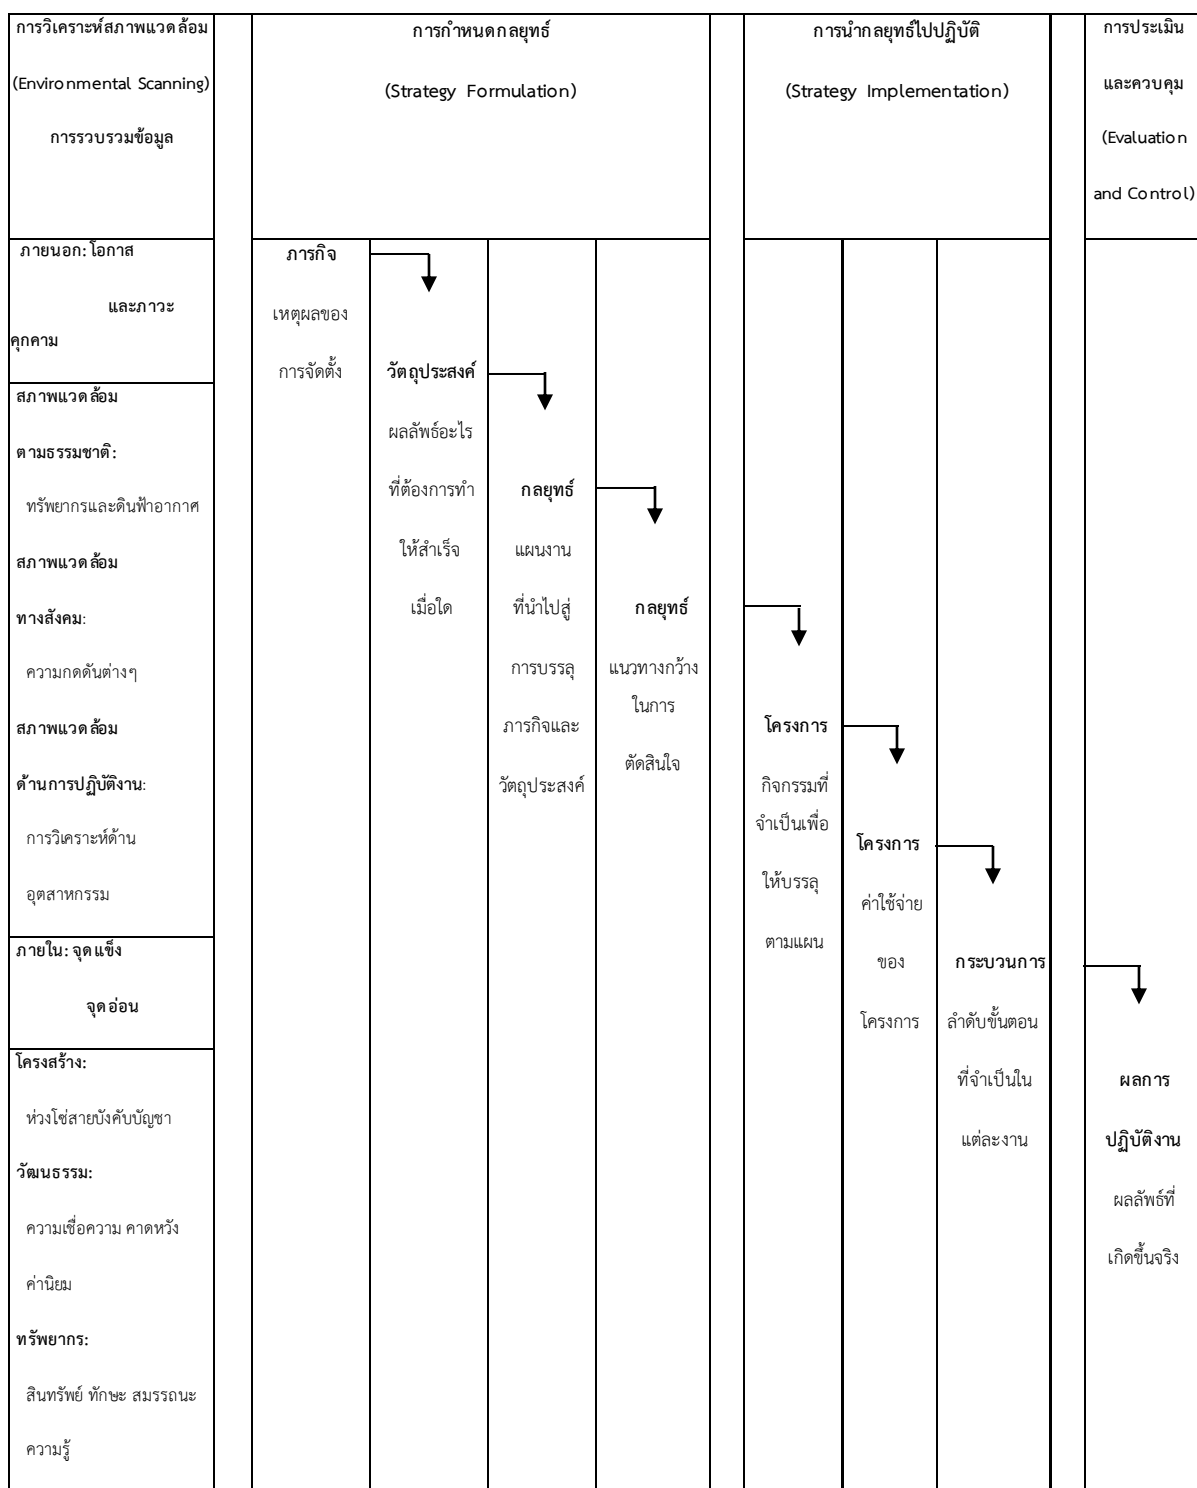 การวิเคราะห์สภาพแวดล้อม
(Environmental Scanning)
การรวบรวมข้อมูล
การกำหนดกลยุทธ์
(Strategy Formulation)
การนำกลยุทธ์ไปปฏิบัติ
(Strategy Implementation)
การประเมิน
และควบคุม
(Evaluation
and Control)
ภายนอก: โอกาส
และภาวะ
คุกคาม
สภาพแวดล้อม
ตามธรรมชาติ:
ทรัพยากรและดินฟ้าอากาศ
สภาพแวดล้อม
ทางสังคม:
ความกดดันต่างๆ
สภาพแวดล้อม
ด้านการปฏิบัติงาน:
การวิเคราะห์ด้าน
อุตสาหกรรม
ภายใน: จุดแข็ง
จุดอ่อน
โครงสร้าง:
ห่วงโซ่สายบังคับบัญชา
วัฒนธรรม:
ความเชื่อความ คาดหวัง
ค่านิยม
ทรัพยากร:
สินทรัพย์ ทักษะ สมรรถนะ
ความรู้
ภารกิจ
เหตุผลของ
การจัดตั้ง
วัตถุประสงค์
ผลลัพธ์อะไร
ที่ต้องการทำ
ให้สำเร็จ
เมื่อใด
กลยุทธ์
แผนงาน
ที่นำไปสู่
การบรรลุ
ภารกิจและ
วัตถุประสงค์
กลยุทธ์
แนวทางกว้าง
ในการ
ตัดสินใจ
โครงการ
กิจกรรมที่
จำเป็นเพื่อ
ให้บรรลุ
ตามแผน
โครงการ
ค่าใช้จ่าย
ของ
โครงการ
กระบวนการ
ลำดับขั้นตอน
ที่จำเป็นใน
แต่ละงาน
ผลการ
ปฏิบัติงาน
ผลลัพธ์ที่
เกิดขึ้นจริง